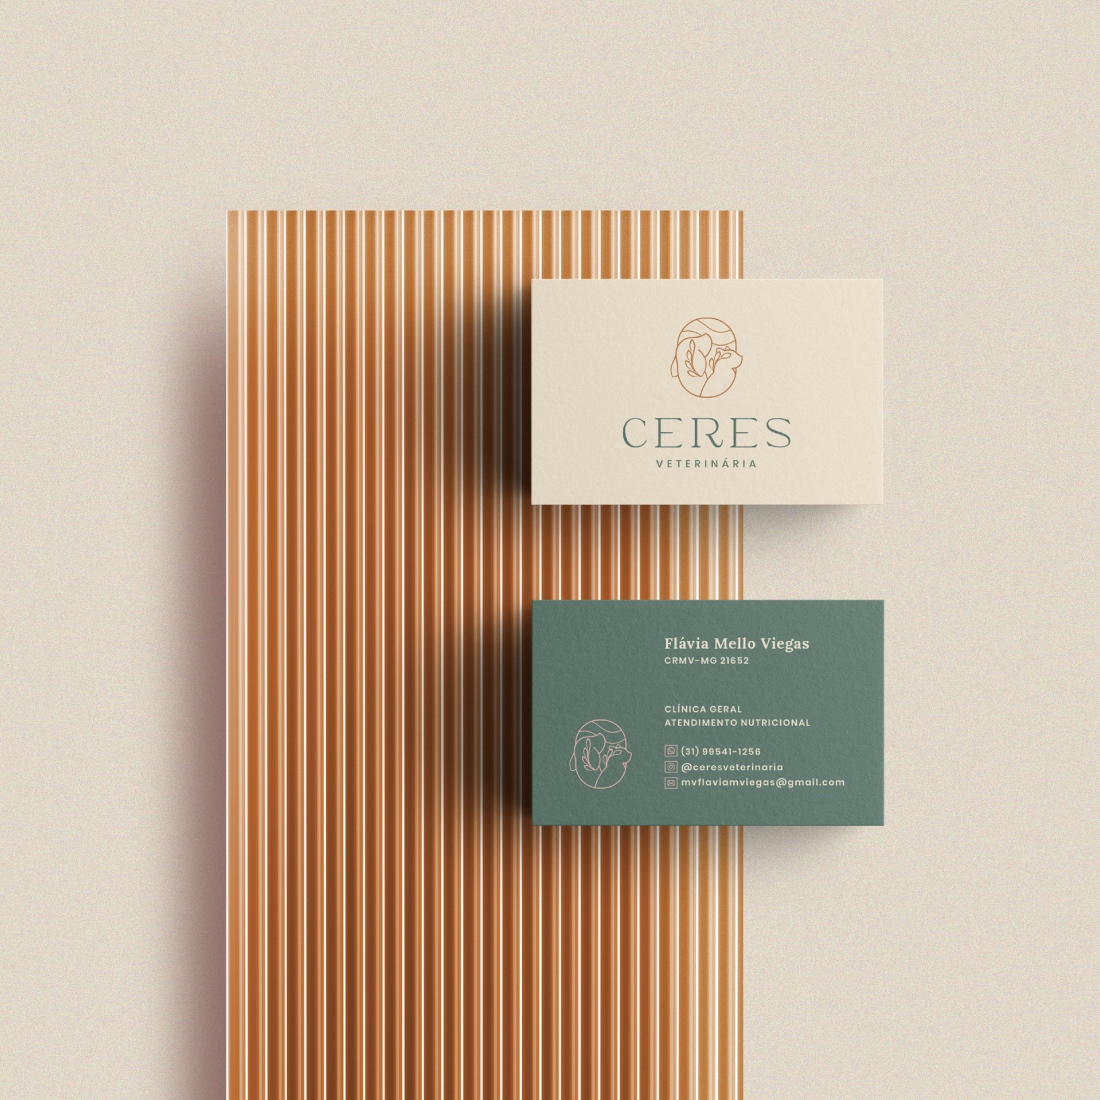 CERES
VETERINÁRIA
Flávia Mello Viegas
CRMV-MG 21652
CLÍNICA GERAL
ATENDIMENTO NUTRICIONAL
(31) 99541-1256
@ceresveterinaria
mvflaviamviegas@gmail.com